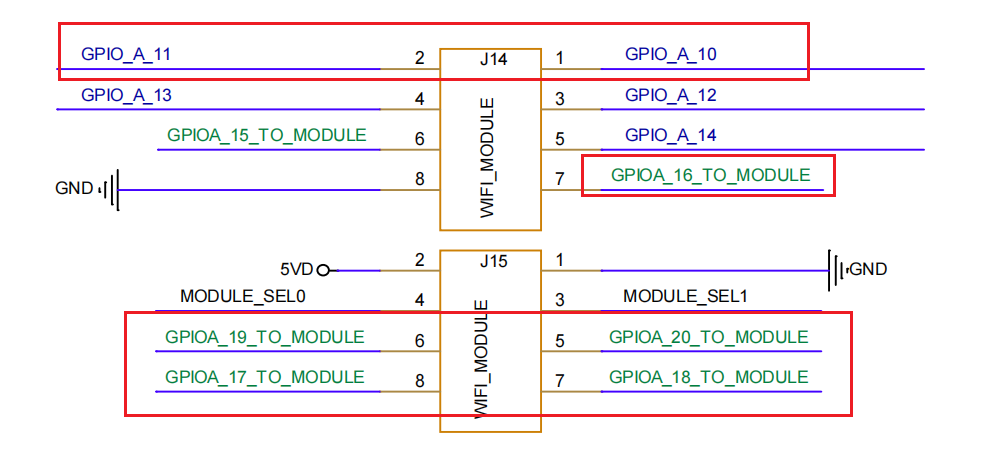 GPIO_A_11 2 J14 1 GPIO_A_10
GPIO_A_13 4 3 GPIO_A_12
GPIOA_15_TO_MODULE 6 5 GPIO_A_14
GND 8 7 GPIOA_16_TO_MODULE
WIFI_MODULE
5VD 2 J15 1 GND
MODULE_SEL0 4 3 MODULE_SEL1
GPIOA_19_TO_MODULE 6 5 GPIOA_20_TO_MODULE
GPIOA_17_TO_MODULE 8 7 GPIOA_18_TO_MODULE
WIFI_MODULE